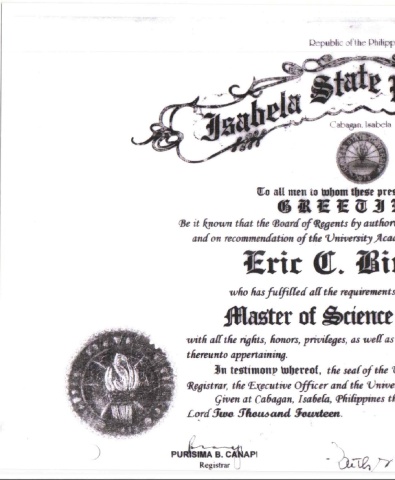 Republic of the Philipp
Isabela State
Cabagan, Isabela
To all men to whom these pres
GREETI
Be it known that the Board of Regents by author
and on recommendation of the University Aca
Eric C. Bi
who has fulfilled all the requirements
Master of Science
with all the rights, honors, privileges, as well as
thereunto appertaining.
In testimony whereof, the seal of the
Registrar, the Executive Officer and the Unive
Given at Cabagan, Isabela, Philippines th
Lord Two Thousand Fourteen.
PURISIMA B. CANAPI
Registrar